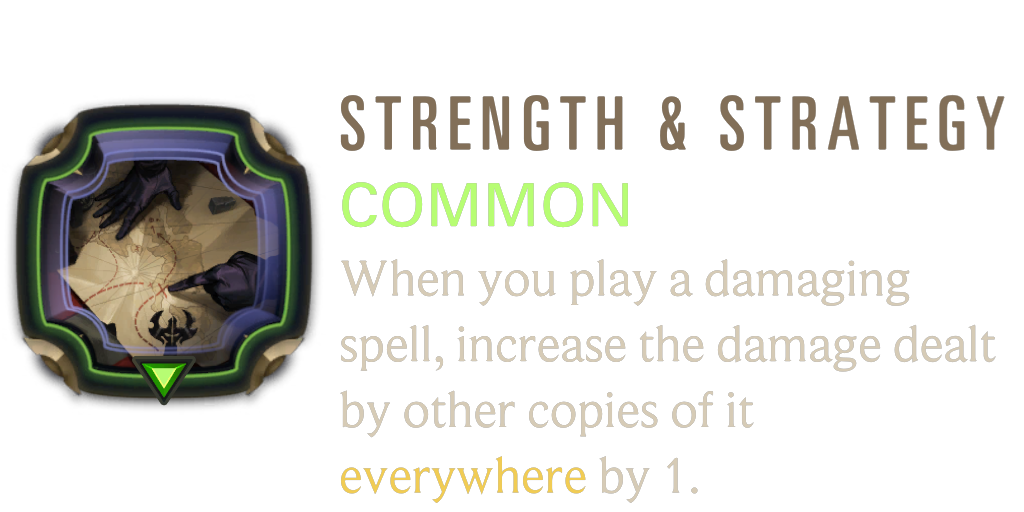 STRENGTH & STRATEGY
COMMON
When you play a damaging
spell, increase the damage dealt
by other copies of it
everywhere by 1.